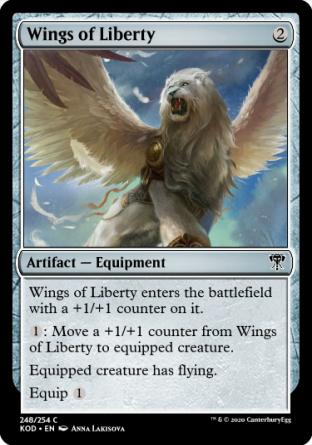 Wings of Liberty 2
Artifact — Equipment
Wings of Liberty enters the battlefield
with a +1/+1 counter on it.
1 : Move a +1/+1 counter from Wings
of Liberty to equipped creature.
Equipped creature has flying.
Equip 1
248/254 C
KOD • EN Anna Lakisova
™ & © 2020 CanterburyEgg